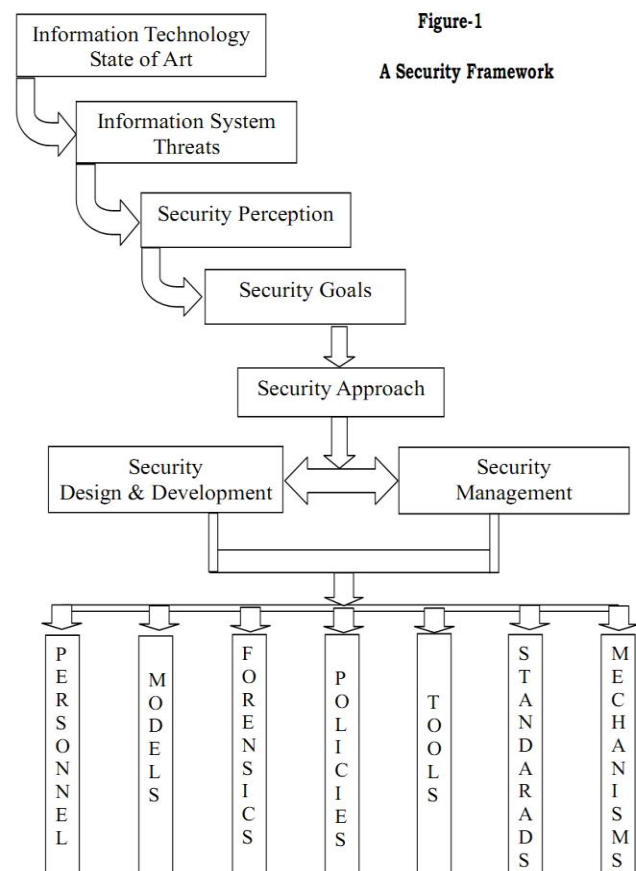 Figure-1
A Security Framework
Information Technology
State of Art
Information System
Threats
Security Perception
Security Goals
Security Approach
Security
Design & Development
Security
Management
PERSONNEL
MODELS
FORENSICS
POLICIES
TOOLS
STANDARADS
MECHANISMS